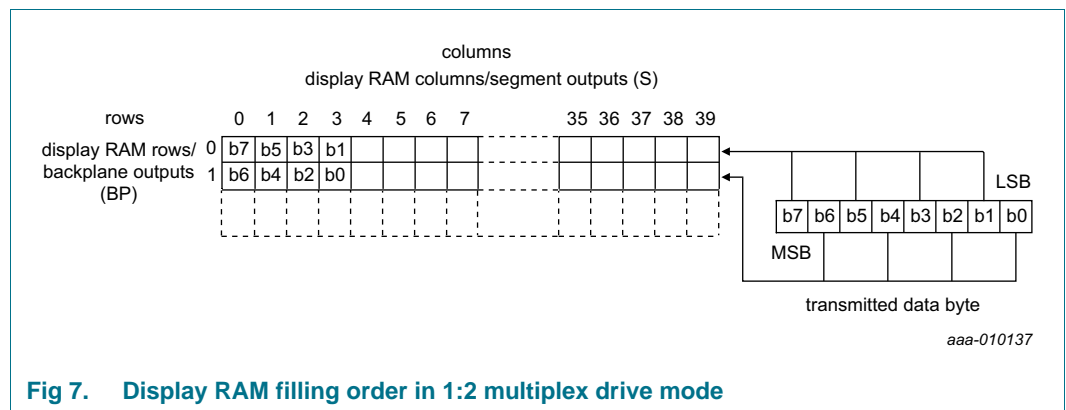 columns
display RAM columns/segment outputs (S)
rows 0 1 2 3 4 5 6 7 35 36 37 38 39
display RAM rows/ 0 b7 b5 b3 b1
backplane outputs 1 b6 b4 b2 b0
(BP)
LSB
b7 b6 b5 b4 b3 b2 b1 b0
MSB
transmitted data byte
aaa-010137
Fig 7. Display RAM filling order in 1:2 multiplex drive mode